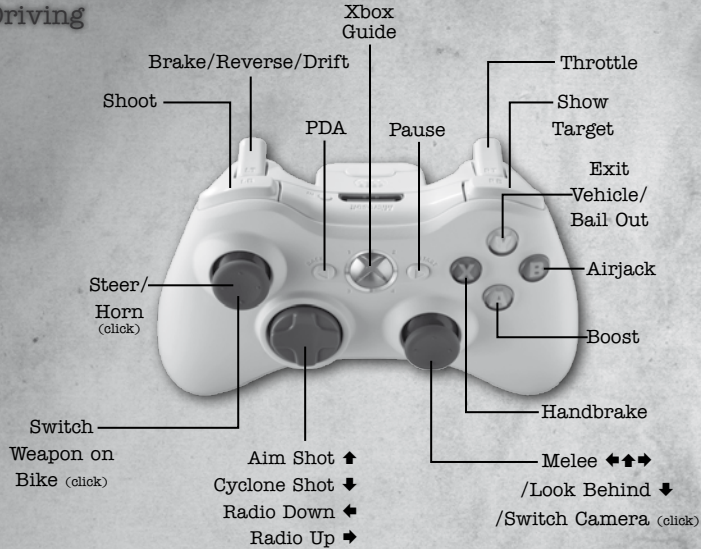 Driving
Xbox
Guide
Brake/Reverse/Drift
Throttle
Shoot
Show
Target
PDA
Pause
Exit
Vehicle/
Bail Out
X
B
A
Airjack
Steer/
Horn
(click)
Boost
Handbrake
Switch
Weapon on
Bike (click)
Aim Shot ⬆
Cyclone Shot ⬇
Radio Down ⬅
Radio Up ➡
Melee ⬅⬆➡
/Look Behind ⬇
/Switch Camera (click)